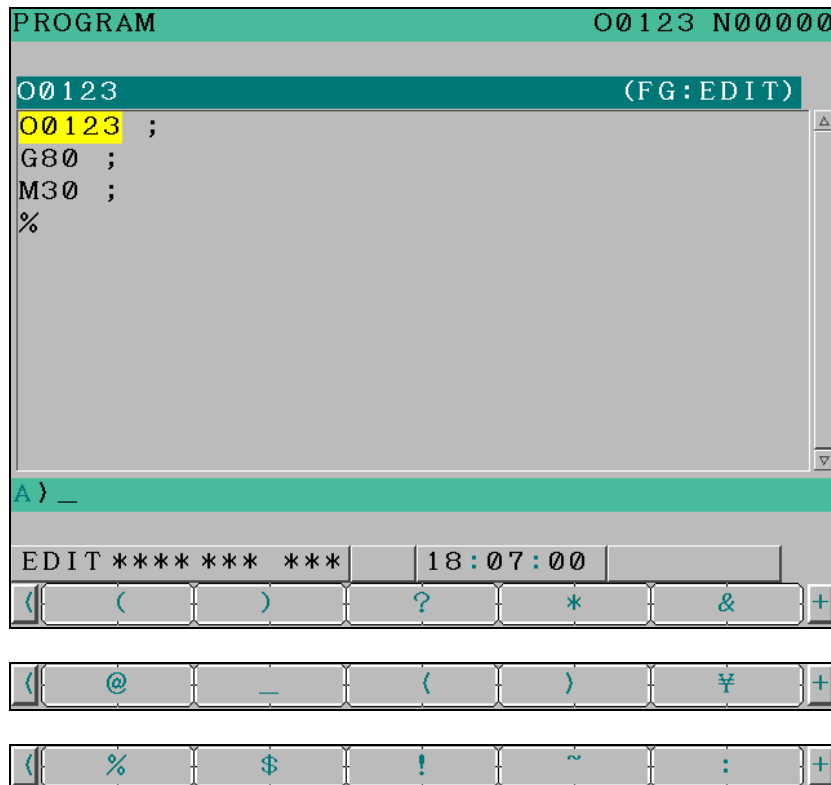 PROGRAM O0123 N00000
O0123 (FG:EDIT)
O0123 ;
G80 ;
M30 ;
%
A>_
EDIT **** *** *** 18:07:00
< ( ) ? * & +
< @ _ < > ¥ +
< % $ ! ~ : +